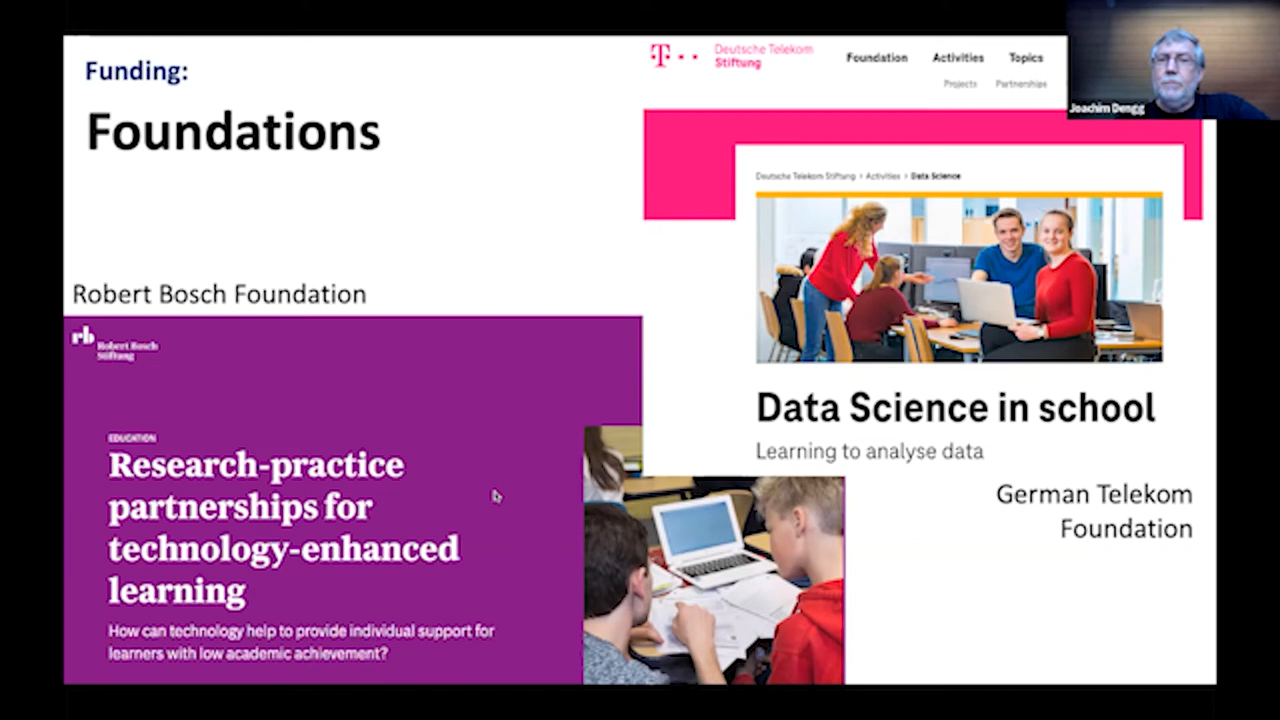 Funding:
Foundations
Robert Bosch Foundation
rb
Robert Bosch
Stiftung
EDUCATION
Research-practice
partnerships for
technology-enhanced
learning
How can technology help to provide individual support for
learners with low academic achievement?
T
Deutsche Telekom
Stiftung
Foundation Activities Topics
Projects Partnerships
Joachim Dengg
Deutsche Telekom Stiftung › Activities › Data Science
Data Science in school
Learning to analyse data
German Telekom
Foundation